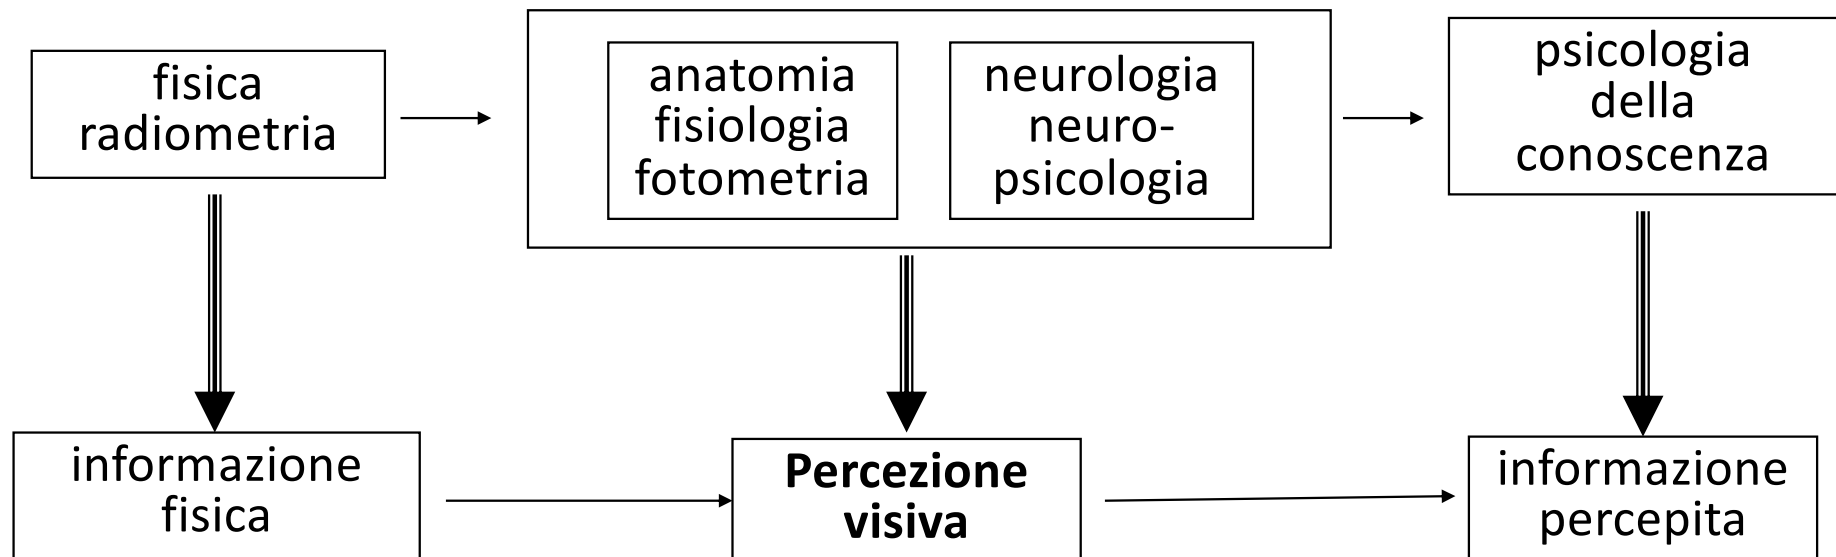 fisica
radiometria
anatomia
fisiologia
fotometria
neurologia
neuro-
psicologia
psicologia
della
conoscenza
informazione
fisica
Percezione
visiva
informazione
percepita